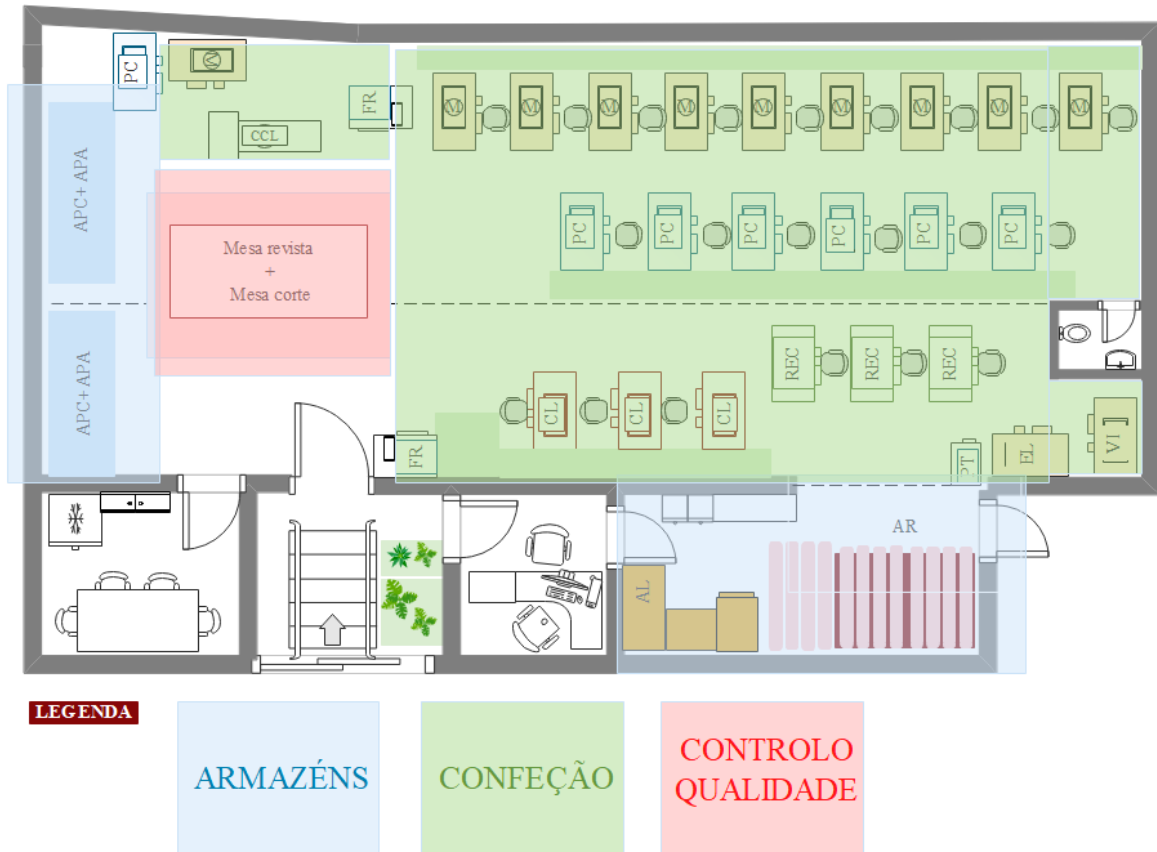 PC
M
FR
CCL
M M M M M M M M M
APC+ APA
PC PC PC PC PC PC
Mesa revista
+
Mesa corte
APC+ APA
REC REC REC
CL CL CL
FR
PT
EL
[VI]
AR
AL
LEGENDA
ARMAZÉNS
CONFEÇÃO
CONTROLO
QUALIDADE